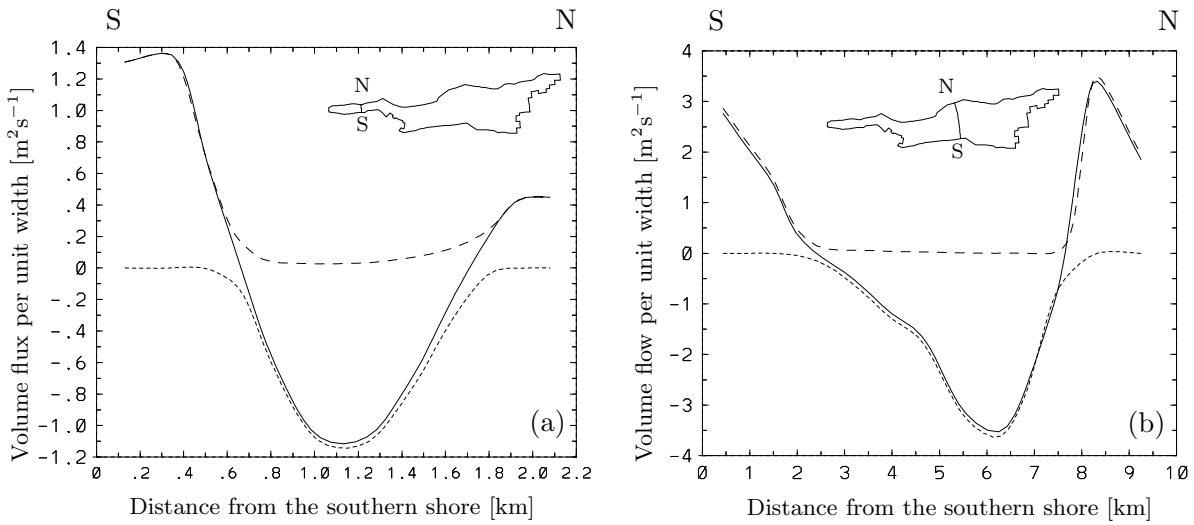 S N
Volume flux per unit width [m²s⁻¹]
1.4
1.2
1.0
.8
.6
.4
.2
0
-.2
-.4
-.6
-.8
-1.0
-1.2
N
S
(a)
0 .2 .4 .6 .8 1.0 1.2 1.4 1.6 1.8 2.0 2.2
Distance from the southern shore [km]
S N
Volume flow per unit width [m²s⁻¹]
4
3
2
1
0
-1
-2
-3
-4
N
S
(b)
0 1 2 3 4 5 6 7 8 9 10
Distance from the southern shore [km]